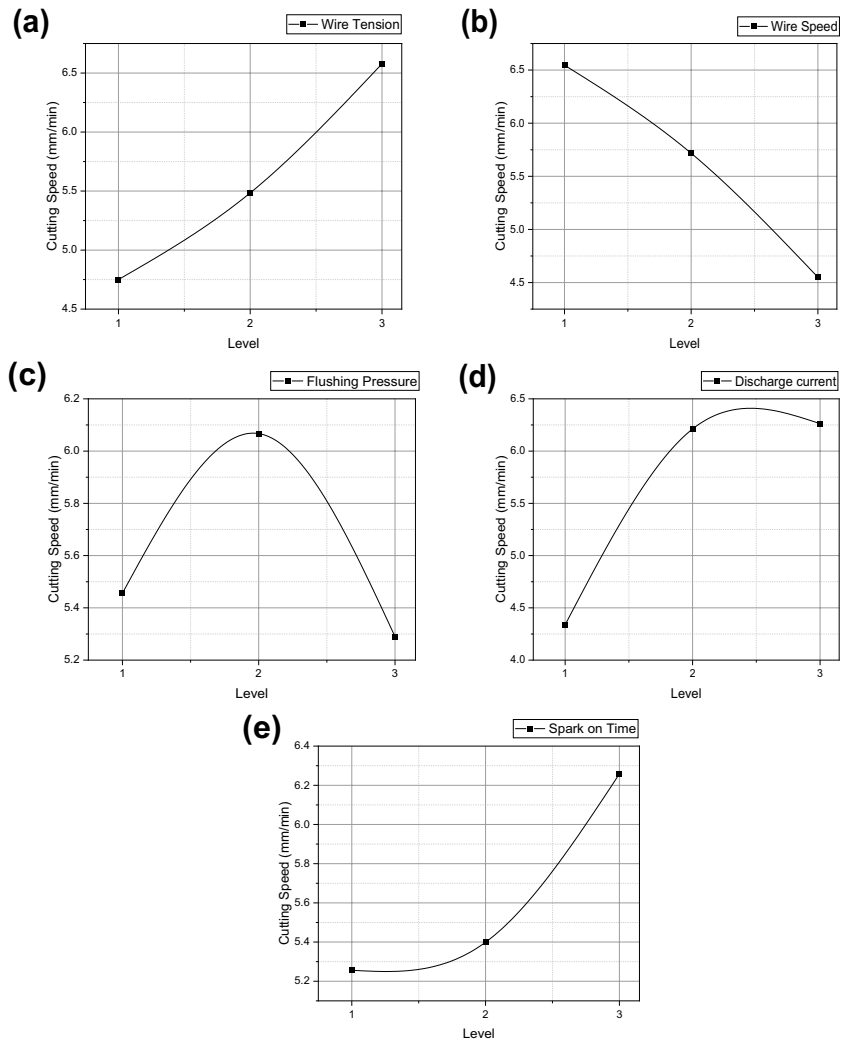 (a)
Wire Tension
Cutting Speed (mm/min)
6.5
6.0
5.5
5.0
4.5
1 2 3
Level
(b)
Wire Speed
Cutting Speed (mm/min)
6.5
6.0
5.5
5.0
4.5
1 2 3
Level
(c)
Flushing Pressure
Cutting Speed (mm/min)
6.2
6.0
5.8
5.6
5.4
5.2
1 2 3
Level
(d)
Discharge current
Cutting Speed (mm/min)
6.5
6.0
5.5
5.0
4.5
4.0
1 2 3
Level
(e)
Spark on Time
Cutting Speed (mm/min)
6.4
6.2
6.0
5.8
5.6
5.4
5.2
1 2 3
Level